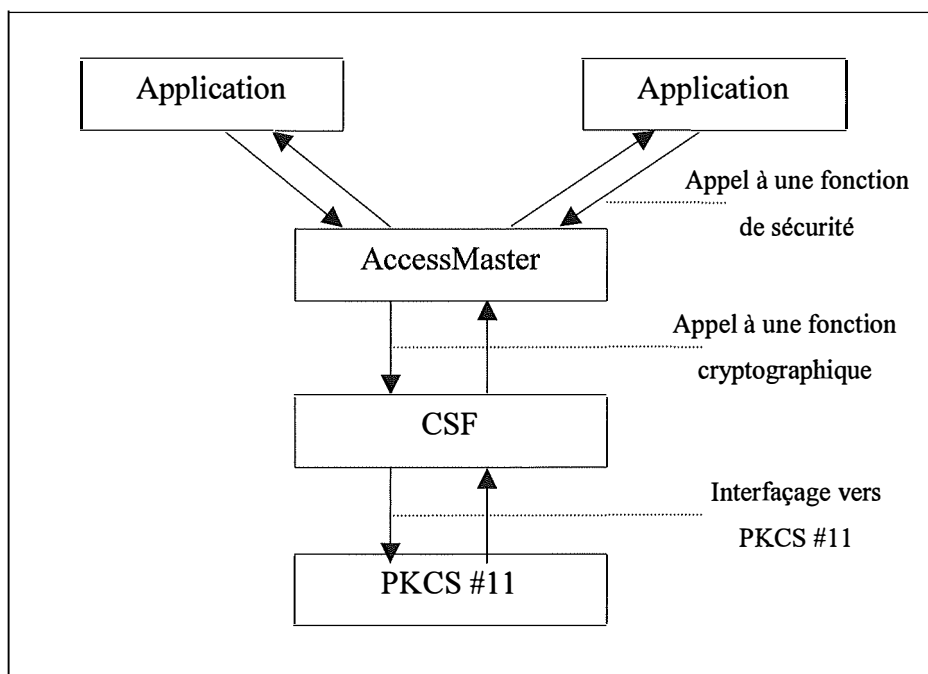 Application
Application
Appel à une fonction
de sécurité
AccessMaster
Appel à une fonction
cryptographique
CSF
Interfaçage vers
PKCS #11
PKCS #11